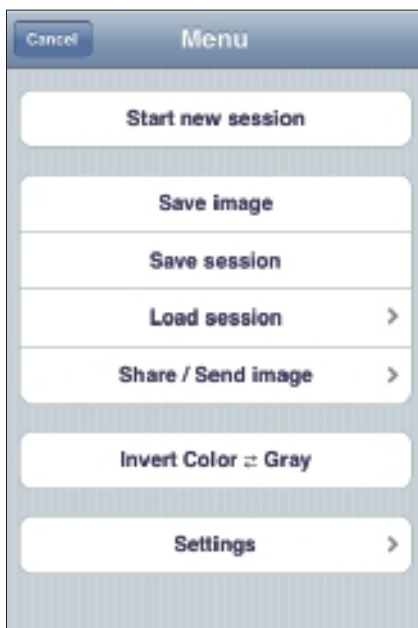 Cancel
Menu
Start new session
Save image
Save session
Load session
Share / Send image
Invert Color ⇄ Gray
Settings